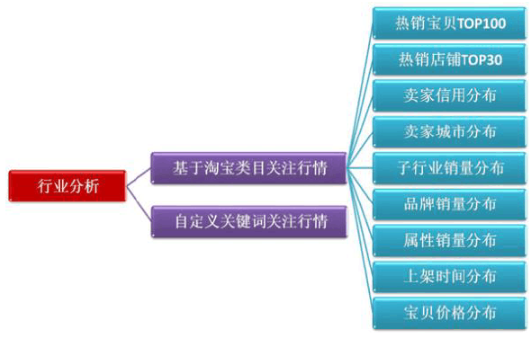 行业分析
基于淘宝类目关注行情
自定义关键词关注行情
热销宝贝TOP100
热销店铺TOP30
卖家信用分布
卖家城市分布
子行业销量分布
品牌销量分布
属性销量分布
上架时间分布
宝贝价格分布